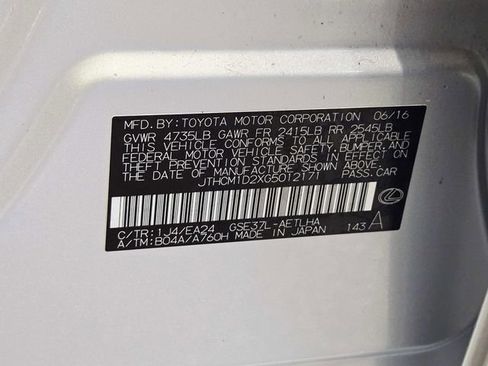 MFD. BY: TOYOTA MOTOR CORPORATION 06/16
GVWR 4735LB GAWR FR 2415LB RR 2545LB
THIS VEHICLE CONFORMS TO ALL APPLICABLE
FEDERAL MOTOR VEHICLE SAFETY, BUMPER, AND
THEFT PREVENTION STANDARDS IN EFFECT ON
THE DATE OF MANUFACTURE SHOWN ABOVE.
JTHCM1D2XG5012171 PASS. CAR
C/TR: 1J4/EA24 GSE37L-AETLHA
A/TM: B04A/A760H MADE IN JAPAN 143 A